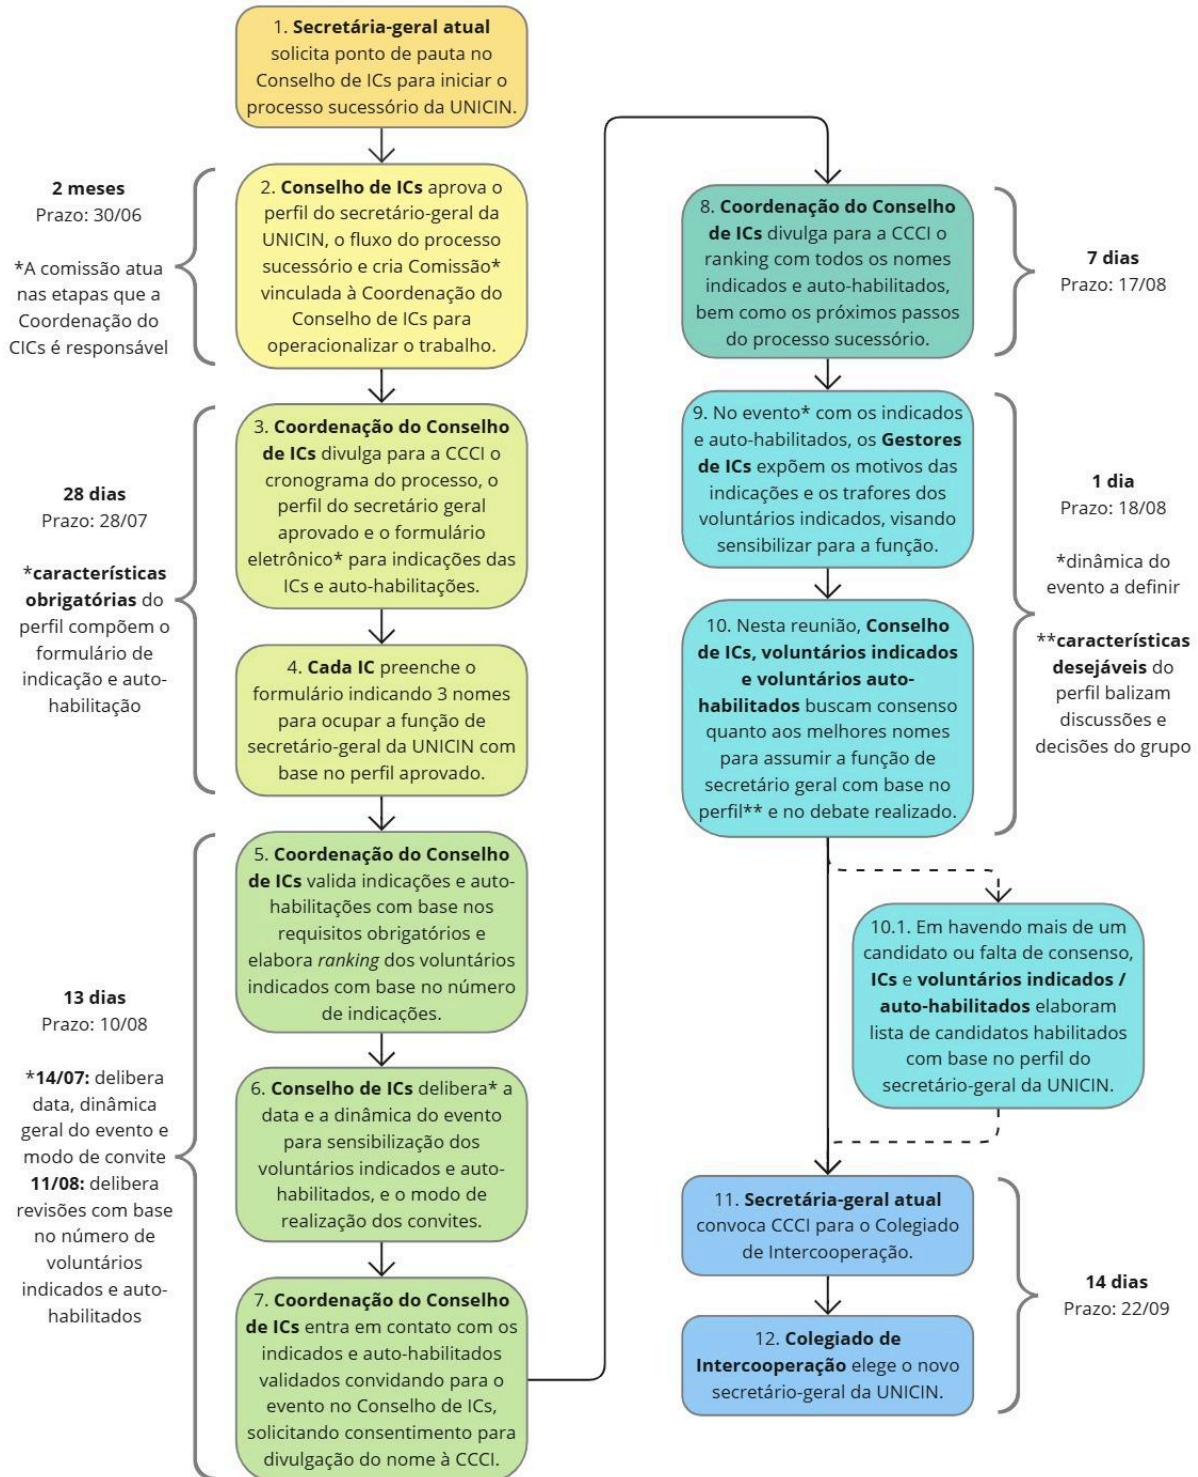 1. Secretária-geral atual
solicita ponto de pauta no
Conselho de ICs para iniciar o
processo sucessório da UNICIN.
2 meses
Prazo: 30/06
*A comissão atua
nas etapas que a
Coordenação do
CICs é responsável
2. Conselho de ICs aprova o
perfil do secretário-geral da
UNICIN, o fluxo do processo
sucessório e cria Comissão*
vinculada à Coordenação do
Conselho de ICs para
operacionalizar o trabalho.
28 dias
Prazo: 28/07
*características
obrigatórias do
perfil compõem o
formulário de
indicação e auto-
habilitação
3. Coordenação do Conselho
de ICs divulga para a CCCI o
cronograma do processo, o
perfil do secretário geral
aprovado e o formulário
eletrônico* para indicações das
ICs e auto-habilitações.
4. Cada IC preenche o
formulário indicando 3 nomes
para ocupar a função de
secretário-geral da UNICIN com
base no perfil aprovado.
13 dias
Prazo: 10/08
*14/07: delibera
data, dinâmica
geral do evento e
modo de convite
11/08: delibera
revisões com base
no número de
voluntários
indicados e auto-
habilitados
5. Coordenação do Conselho
de ICs valida indicações e auto-
habilitações com base nos
requisitos obrigatórios e
elabora ranking dos voluntários
indicados com base no número
de indicações.
6. Conselho de ICs delibera* a
data e a dinâmica do evento
para sensibilização dos
voluntários indicados e auto-
habilitados, e o modo de
realização dos convites.
7. Coordenação do Conselho
de ICs entra em contato com os
indicados e auto-habilitados
validados convidando para o
evento no Conselho de ICs,
solicitando consentimento para
divulgação do nome à CCCI.
8. Coordenação do Conselho
de ICs divulga para a CCCI o
ranking com todos os nomes
indicados e auto-habilitados,
bem como os próximos passos
do processo sucessório.
7 dias
Prazo: 17/08
9. No evento* com os indicados
e auto-habilitados, os Gestores
de ICs expõem os motivos das
indicações e os trafores dos
voluntários indicados, visando
sensibilizar para a função.
10. Nesta reunião, Conselho
de ICs, voluntários indicados
e voluntários auto-
habilitados buscam consenso
quanto aos melhores nomes
para assumir a função de
secretário geral com base no
perfil** e no debate realizado.
1 dia
Prazo: 18/08
*dinâmica do
evento a definir
**características
desejáveis do
perfil balizam
discussões e
decisões do grupo
10.1. Em havendo mais de um
candidato ou falta de consenso,
ICs e voluntários indicados /
auto-habilitados elaboram
lista de candidatos habilitados
com base no perfil do
secretário-geral da UNICIN.
11. Secretária-geral atual
convoca CCCI para o Colegiado
de Intercooperação.
12. Colegiado de
Intercooperação elege o novo
secretário-geral da UNICIN.
14 dias
Prazo: 22/09